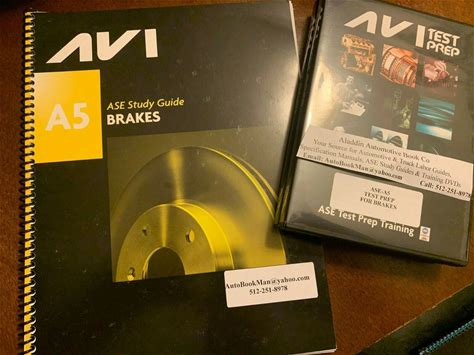 AVI
A5
ASE Study Guide
BRAKES
AutoBookMan@yahoo.com
512-251-8978
AVI TEST
PREP
Aladdin Automotive Book Co
Your Source for Automotive & Truck Labor Guides,
Specification Manuals, ASE Study Guides & Training DVDs
Email: AutoBookMan@yahoo.com
Call: 512-251-8978
ASE-A5
TEST PREP
FOR BRAKES
ASE Test Prep Training